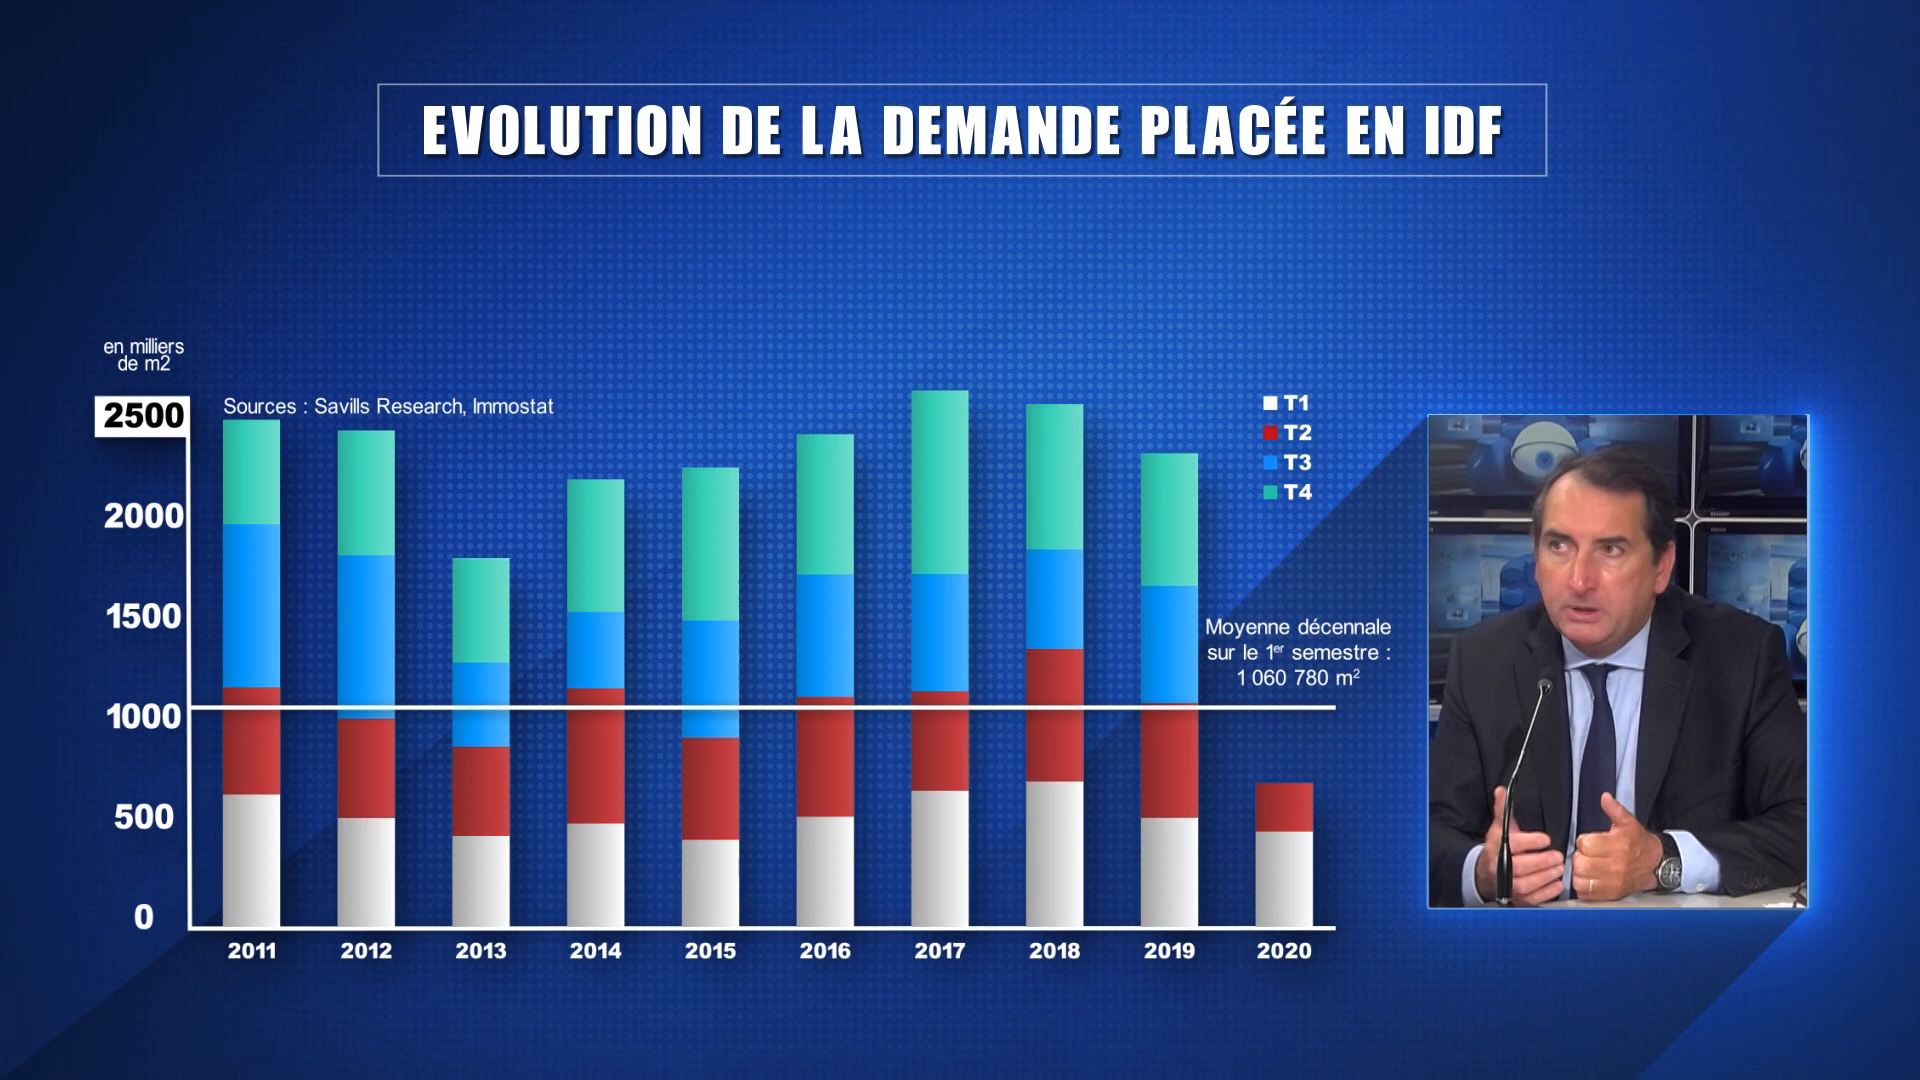 EVOLUTION DE LA DEMANDE PLACÉE EN IDF
en milliers
de m2
2500
Sources : Savills Research, Immostat
T1
T2
T3
T4
2000
1500
Moyenne décennale
sur le 1er semestre :
1 060 780 m²
1000
500
0
2011 2012 2013 2014 2015 2016 2017 2018 2019 2020